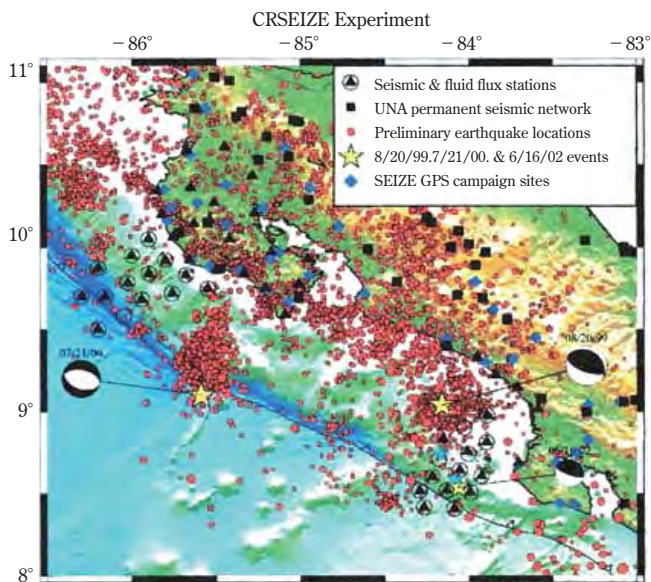 CRSEIZE Experiment
−86° −85° −84° −83°
11°
Seismic & fluid flux stations
UNA permanent seismic network
Preliminary earthquake locations
8/20/99.7/21/00. & 6/16/02 events
SEIZE GPS campaign sites
10°
07/21/00
08/20/99
9°
8°